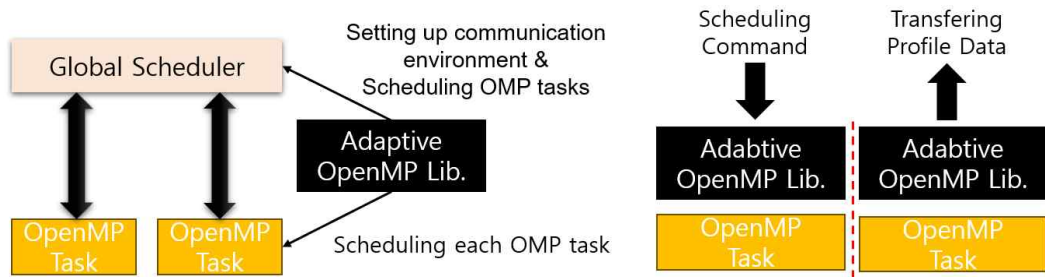 Global Scheduler
Setting up communication
environment &
Scheduling OMP tasks
Adaptive
OpenMP Lib.
OpenMP
Task
OpenMP
Task
Scheduling each OMP task
Scheduling
Command
Transfering
Profile Data
Adabtive
OpenMP Lib.
Adabtive
OpenMP Lib.
OpenMP
Task
OpenMP
Task